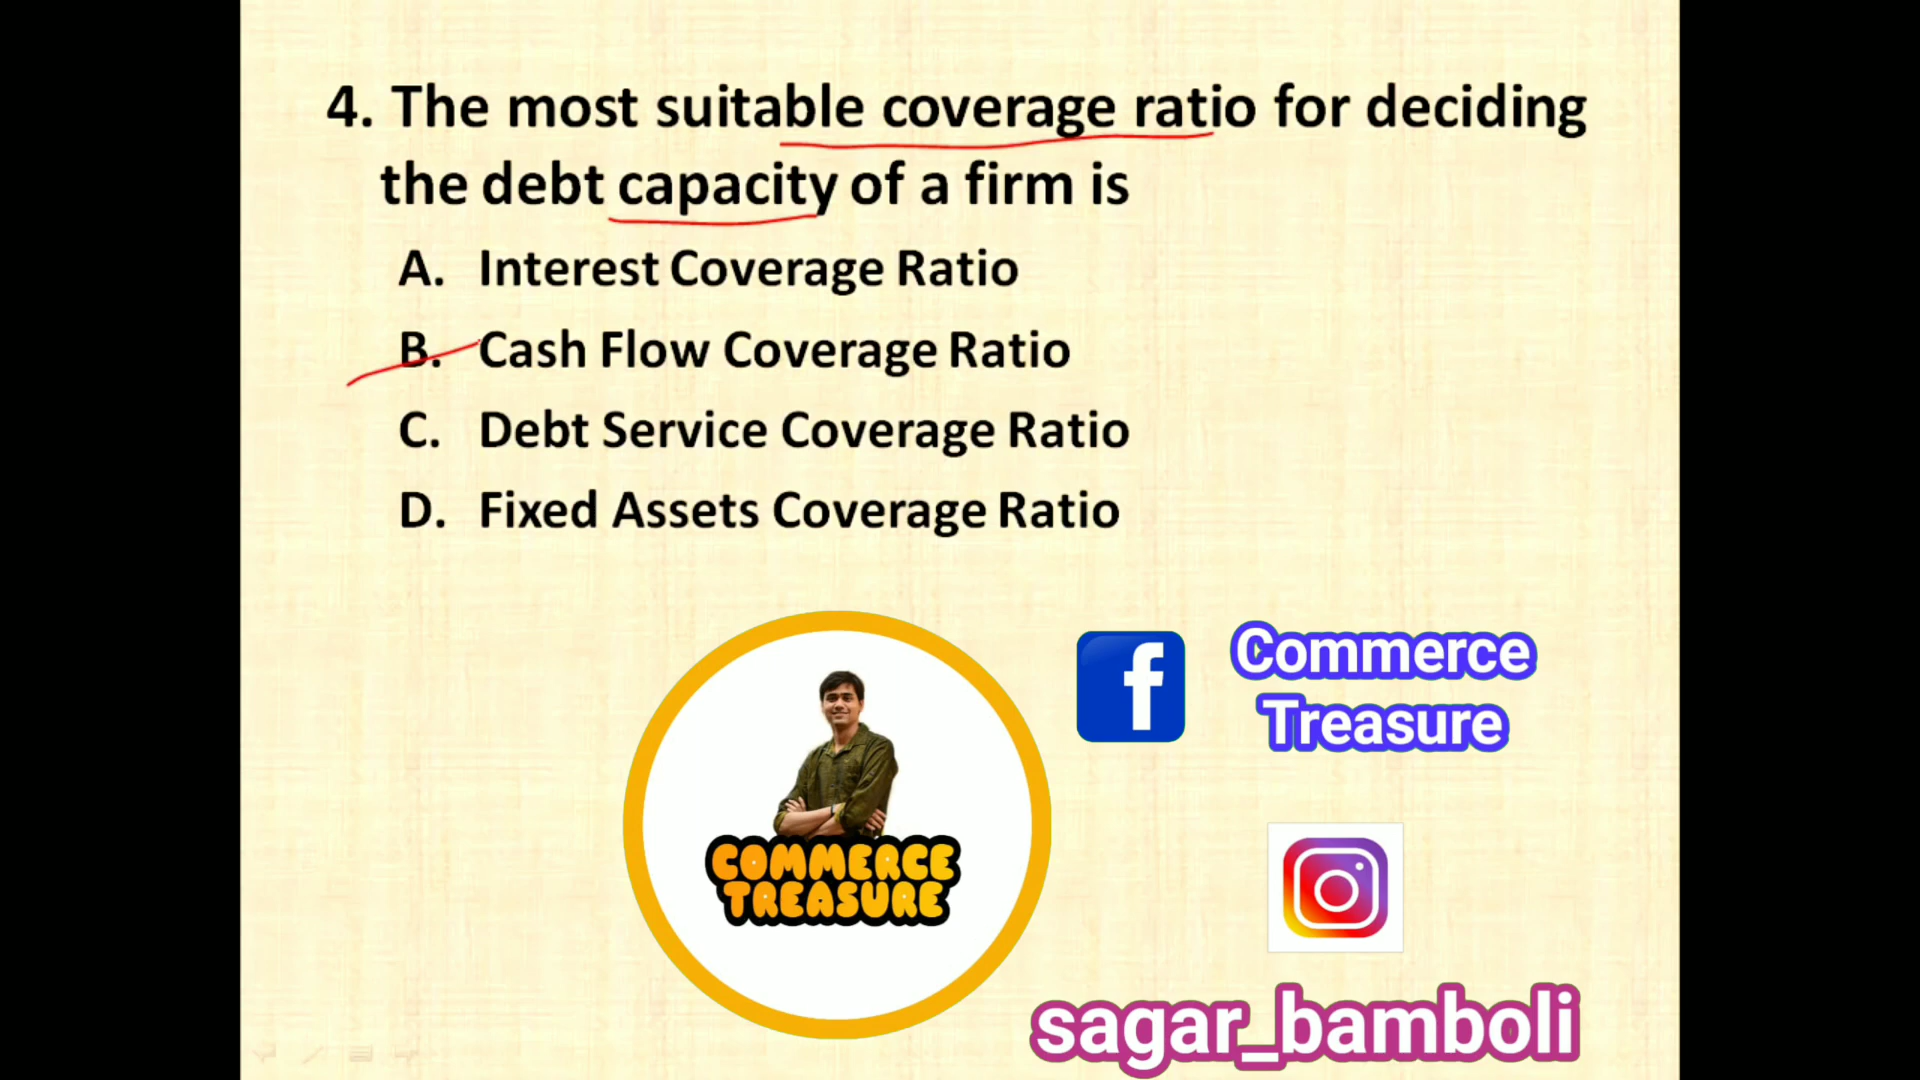 4. The most suitable coverage ratio for deciding
the debt capacity of a firm is
A. Interest Coverage Ratio
B. Cash Flow Coverage Ratio
C. Debt Service Coverage Ratio
D. Fixed Assets Coverage Ratio
COMMERCE
TREASURE
f
Commerce
Treasure
sagar_bamboli